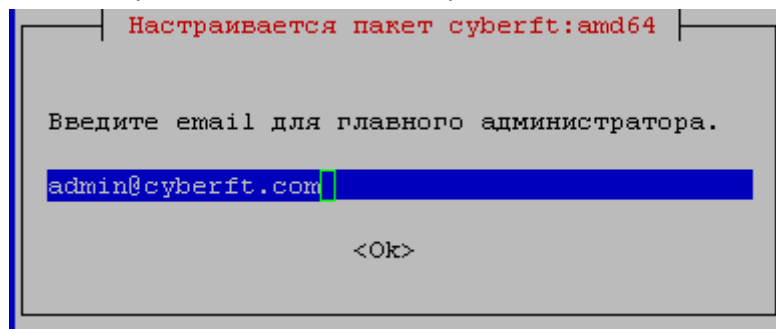 Настраивается пакет cyberft:amd64
Введите email для главного администратора.
admin@cyberft.com
<Ok>